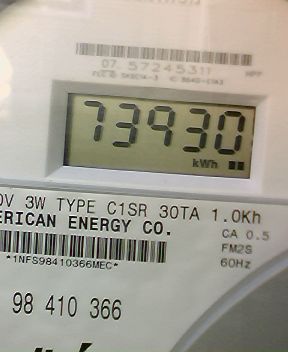 07 57245311
73930
kWh
0V 3W TYPE C1SR 30TA 1.0Kh
ERICAN ENERGY CO.
CA 0.5
FM2S
*1NFS98410366MEC*
60Hz
98 410 366